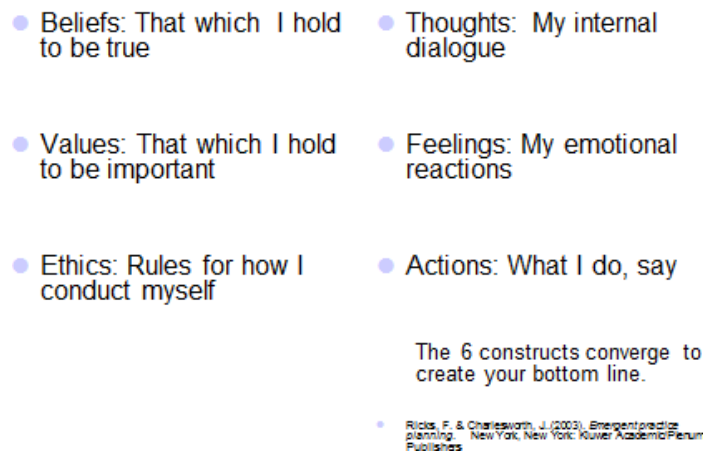 Beliefs: That which I hold
to be true
Values: That which I hold
to be important
Ethics: Rules for how I
conduct myself
Thoughts: My internal
dialogue
Feelings: My emotional
reactions
Actions: What I do, say
The 6 constructs converge to
create your bottom line.
Ricks, F. & Charlesworth, J. (2003). Emergent practice
planning. New York, New York: Kluwer Academic/Plenum
Publishers